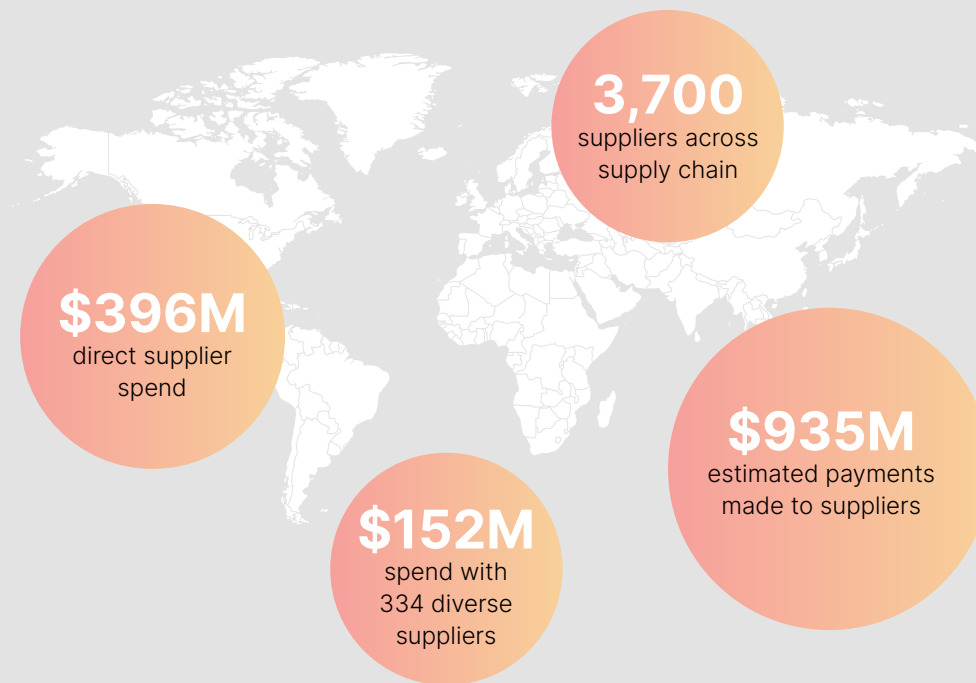 3,700
suppliers across
supply chain
$396M
direct supplier
spend
$935M
estimated payments
made to suppliers
$152M
spend with
334 diverse
suppliers